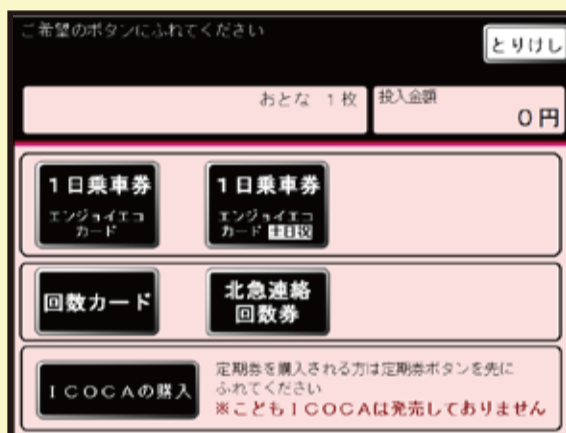 ご希望のボタンにふれてください
とりけし
おとな 1枚
投入金額
0円
1日乗車券
エンジョイエコ
カード
1日乗車券
エンジョイエコ
カード 土日祝
回数カード
北急連絡
回数券
ICOCAの購入
定期券を購入される方は定期券ボタンを先に
ふれてください
※こどもICOCAは発売しておりません